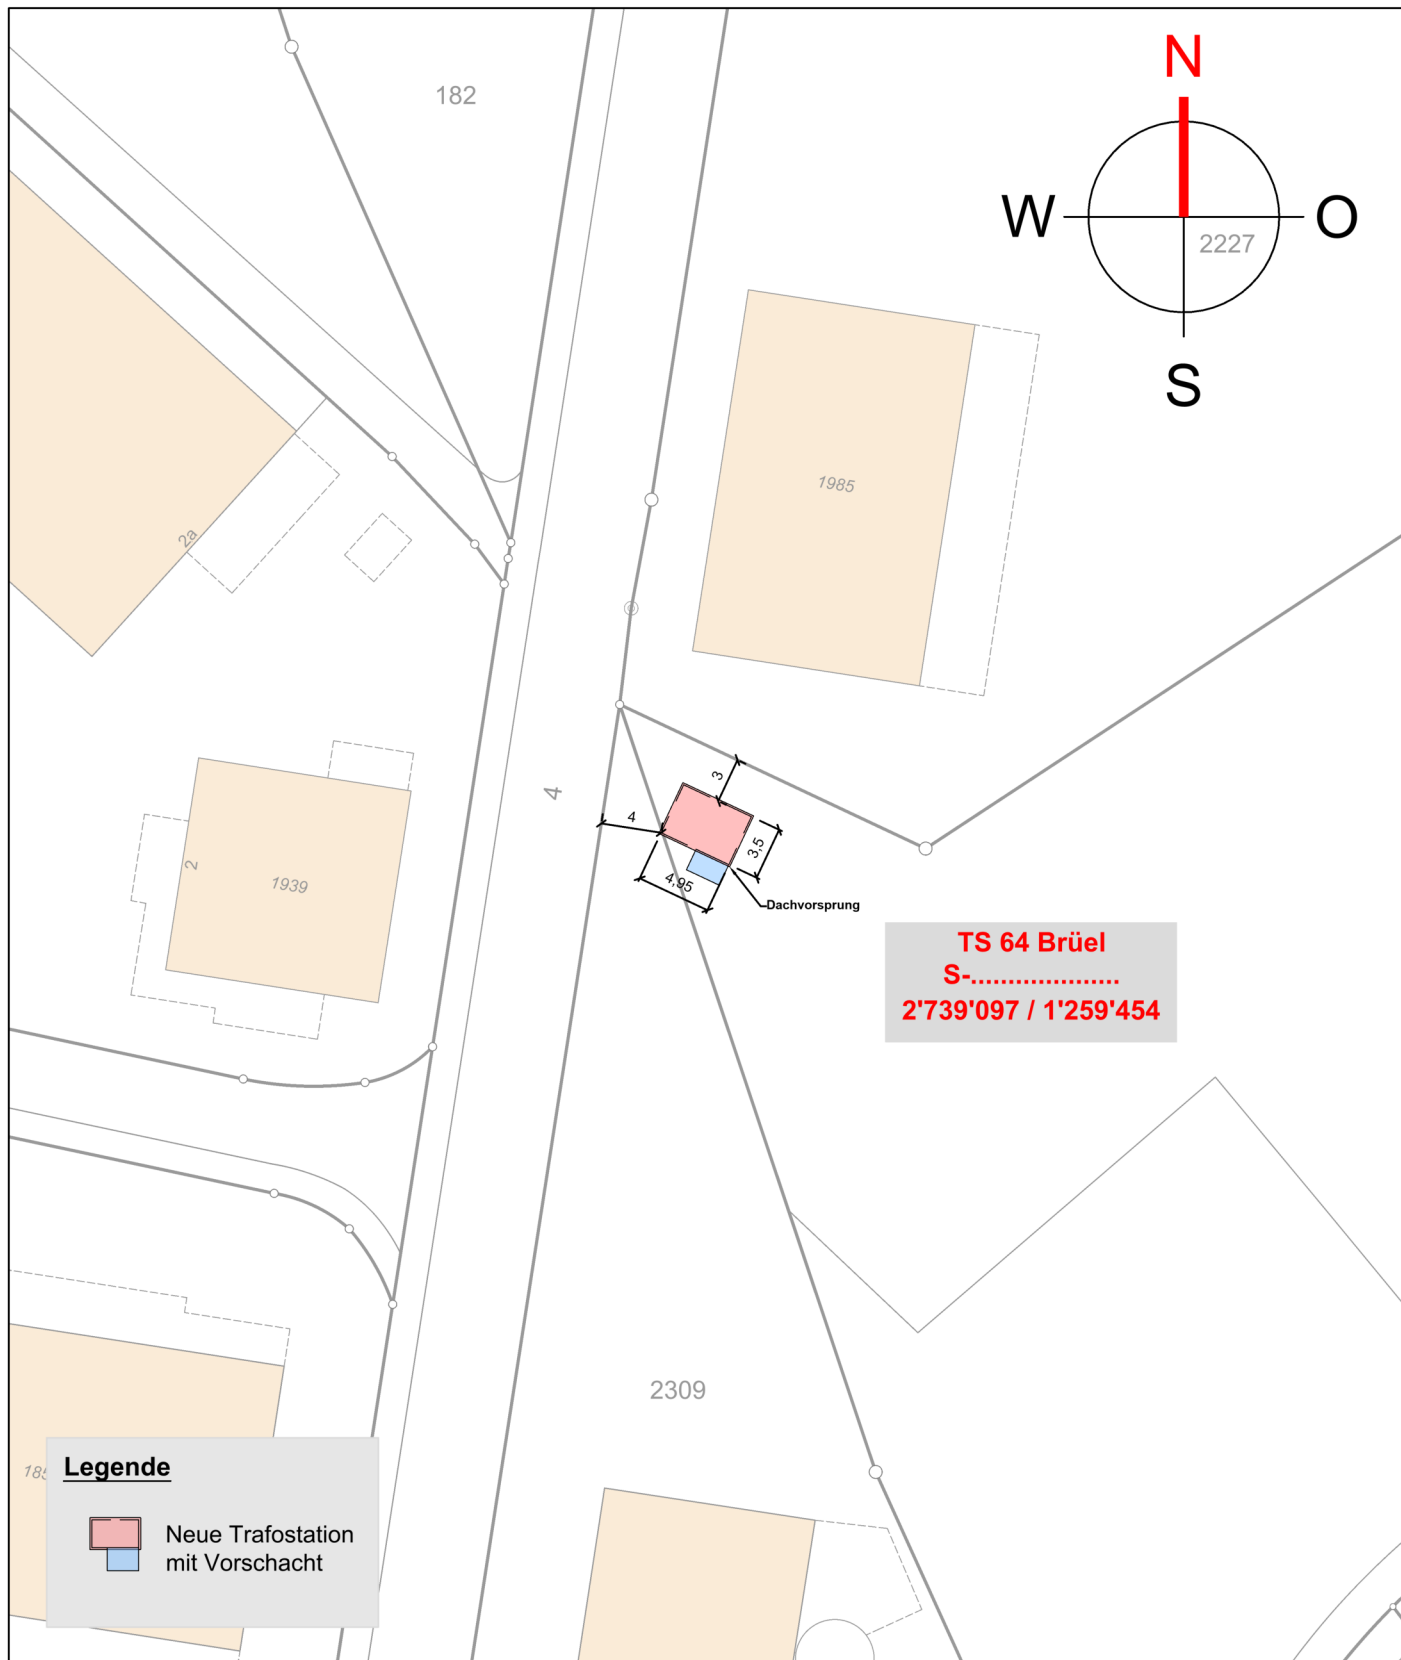 182
N
W
O
2227
S
1985
2a
4
3
4
3,5
4,95
Dachvorsprung
2
1939
TS 64 Brüel
S-....................
2'739'097 / 1'259'454
2309
185
Legende
Neue Trafostation
mit Vorschacht